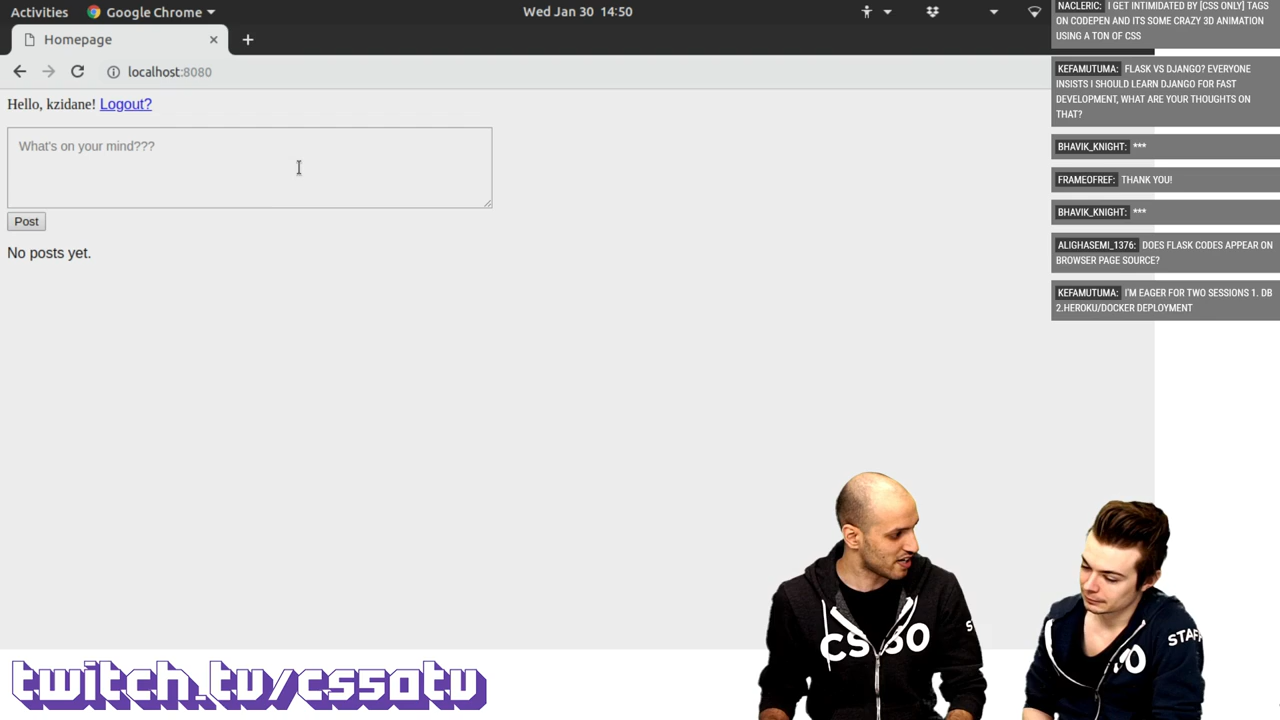 Activities Google Chrome Wed Jan 30 14:50
Homepage
localhost:8080
Hello, kzidane! Logout?
What's on your mind???
Post
No posts yet.
NACLERIC: I GET INTIMIDATED BY [CSS ONLY] TAGS
ON CODEPEN AND ITS SOME CRAZY 3D ANIMATION
USING A TON OF CSS
KEFAMUTUMA: FLASK VS DJANGO? EVERYONE
INSISTS I SHOULD LEARN DJANGO FOR FAST
DEVELOPMENT, WHAT ARE YOUR THOUGHTS ON
THAT?
BHAVIK_KNIGHT: ***
FRAMEOFREF: THANK YOU!
BHAVIK_KNIGHT: ***
ALIGHASEMI_1376: DOES FLASK CODES APPEAR ON
BROWSER PAGE SOURCE?
KEFAMUTUMA: I'M EAGER FOR TWO SESSIONS 1. DB
2.HEROKU/DOCKER DEPLOYMENT
CS50
STAFF
twitch.tv/cs50tv